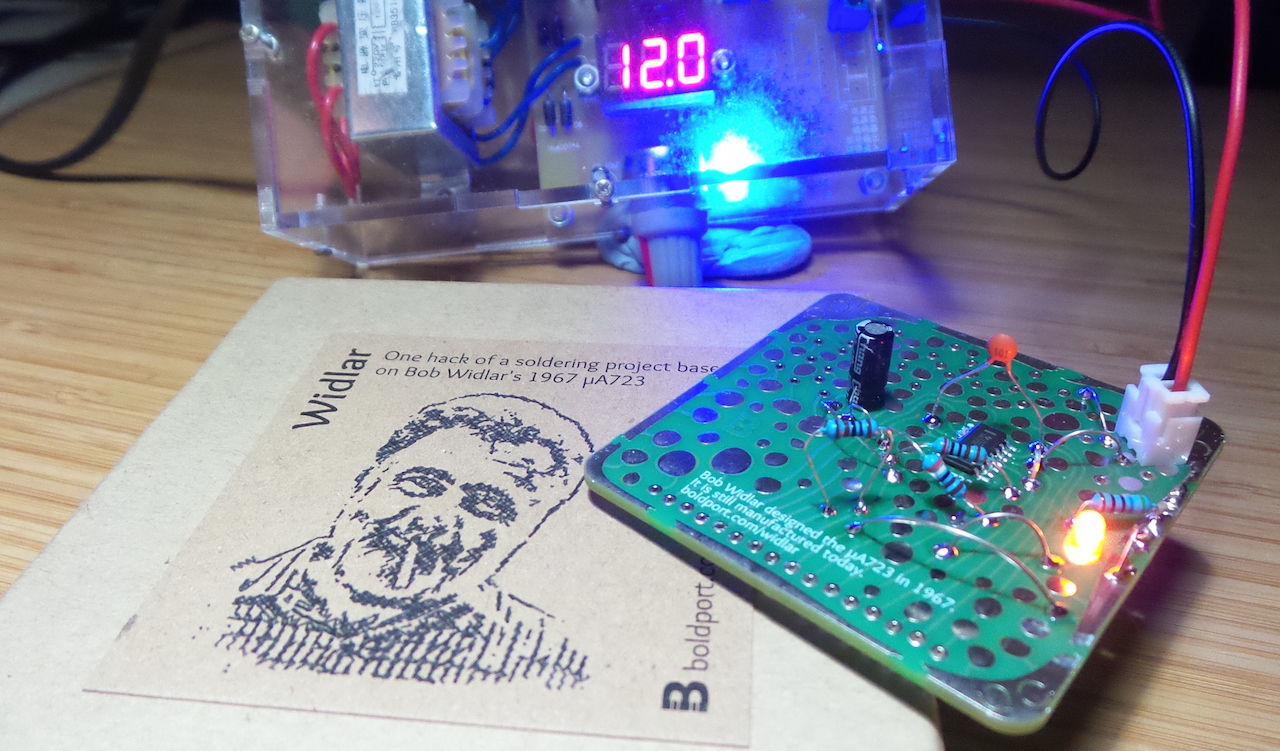 12.0
Widlar
One hack of a soldering project base
on Bob Widlar's 1967 µA723
B boldport.c
Bob Widlar designed the µA723 in 1967.
It is still manufactured today.
boldport.com/widlar